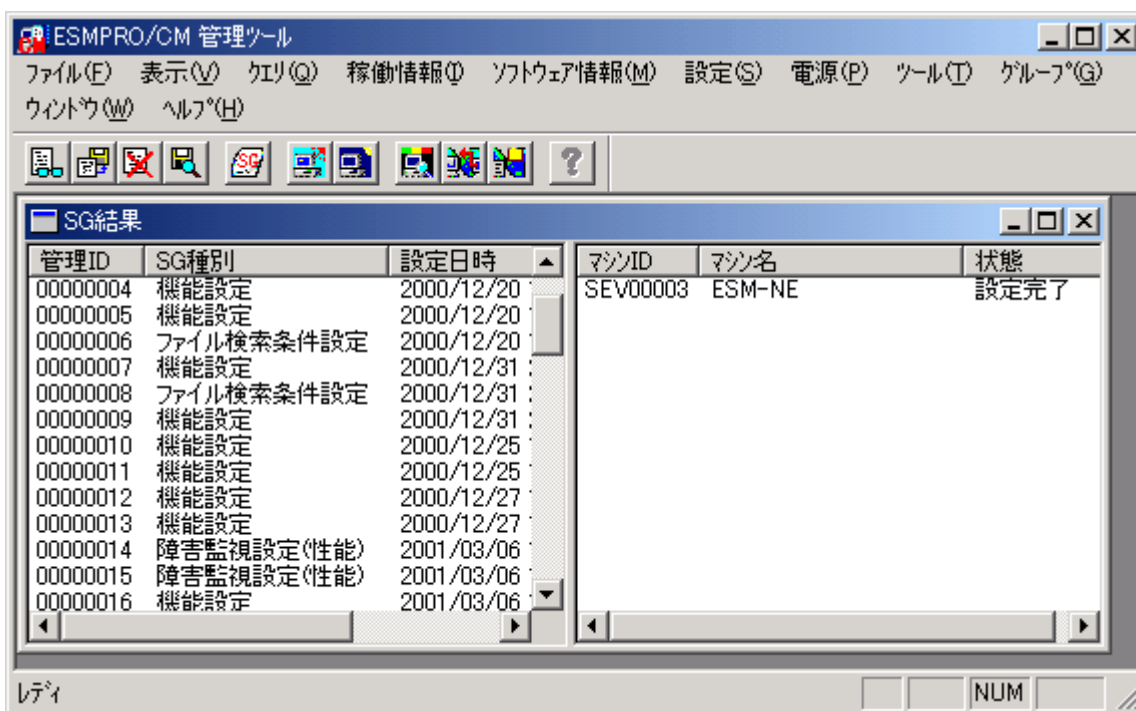 ESMPRO/CM 管理ﾂｰﾙ
ﾌｧｲﾙ(F) 表示(V) ｸｴﾘ(Q) 稼働情報(I) ｿﾌﾄｳｪｱ情報(M) 設定(S) 電源(P) ﾂｰﾙ(T) ｸﾞﾙｰﾌﾟ(G)
ｳｨﾝﾄﾞｳ(W) ﾍﾙﾌﾟ(H)
SG
SG結果
管理ID SG種別 設定日時 ﾏｼﾝID ﾏｼﾝ名 状態
00000004 機能設定 2000/12/20 SEV00003 ESM-NE 設定完了
00000005 機能設定 2000/12/20
00000006 ファイル検索条件設定 2000/12/20
00000007 機能設定 2000/12/31
00000008 ファイル検索条件設定 2000/12/31
00000009 機能設定 2000/12/31
00000010 機能設定 2000/12/25
00000011 機能設定 2000/12/25
00000012 機能設定 2000/12/27
00000013 機能設定 2000/12/27
00000014 障害監視設定(性能) 2001/03/06
00000015 障害監視設定(性能) 2001/03/06
00000016 機能設定 2001/03/06
ﾚﾃﾞｨ NUM